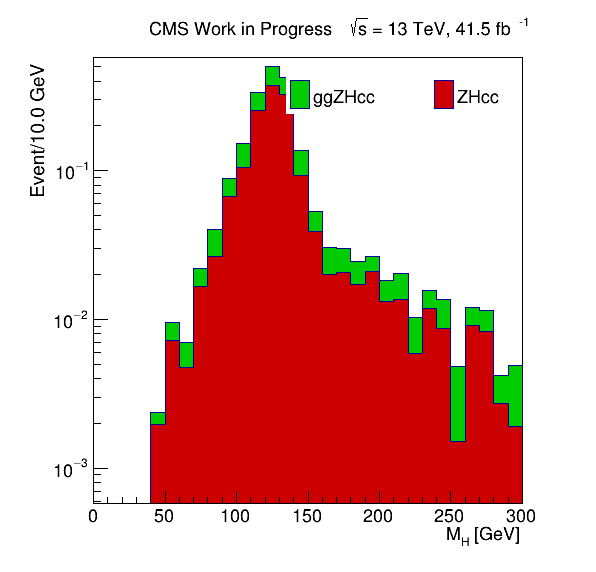 CMS Work in Progress √s = 13 TeV, 41.5 fb⁻¹
Event/10.0 GeV
ggZHcc ZHcc
10⁻¹
10⁻²
10⁻³
0 50 100 150 200 250 300
M_H [GeV]